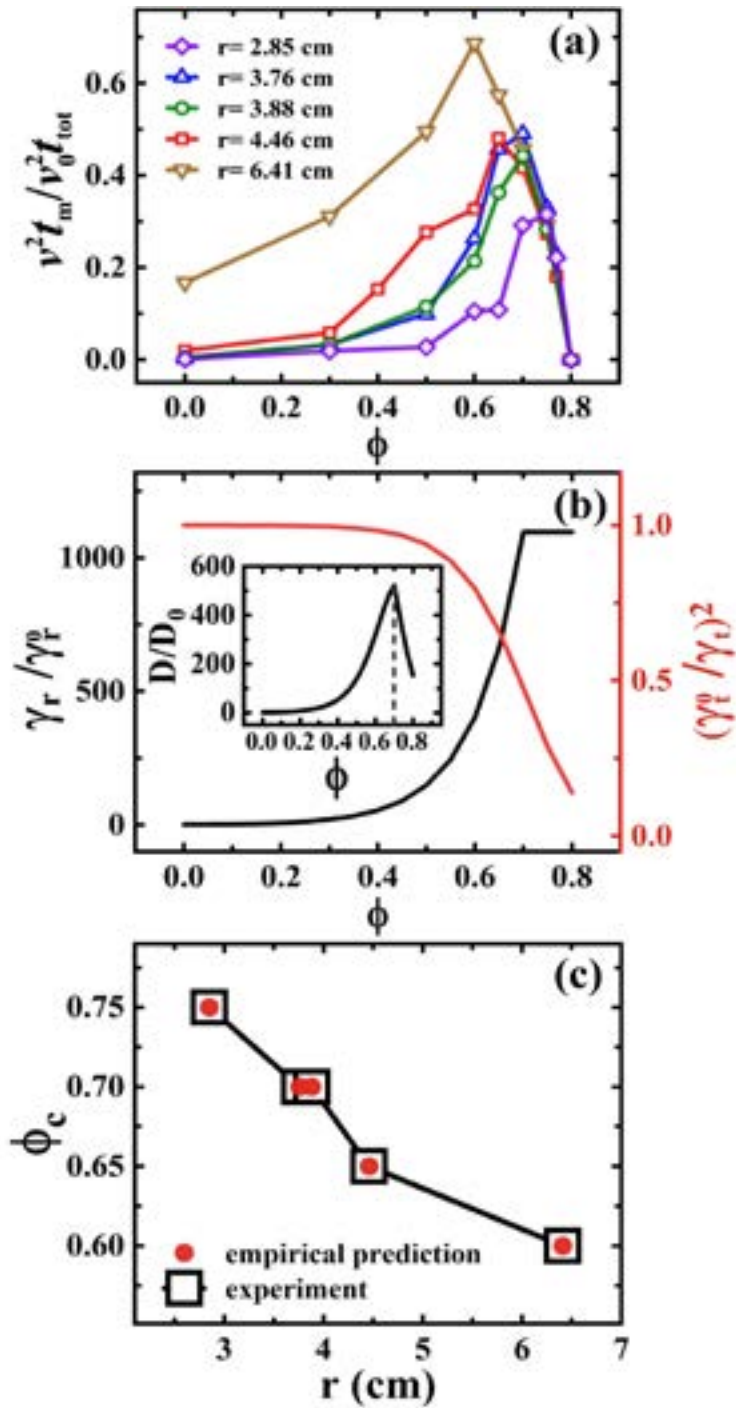 (a)
r= 2.85 cm
r= 3.76 cm
r= 3.88 cm
r= 4.46 cm
r= 6.41 cm
v²tₘ/v₀²tₜₒₜ
0.6
0.4
0.2
0.0
0.0 0.2 0.4 0.6 0.8
ϕ
(b)
γᵣ /γᵣ⁰
1000
500
0
(γₜ⁰ /γₜ)²
1.0
0.5
0.0
D/D₀
600
400
200
0
0.0 0.2 0.4 0.6 0.8
ϕ
0.0 0.2 0.4 0.6 0.8
ϕ
(c)
ϕc
0.75
0.70
0.65
0.60
empirical prediction
experiment
3 4 5 6 7
r (cm)